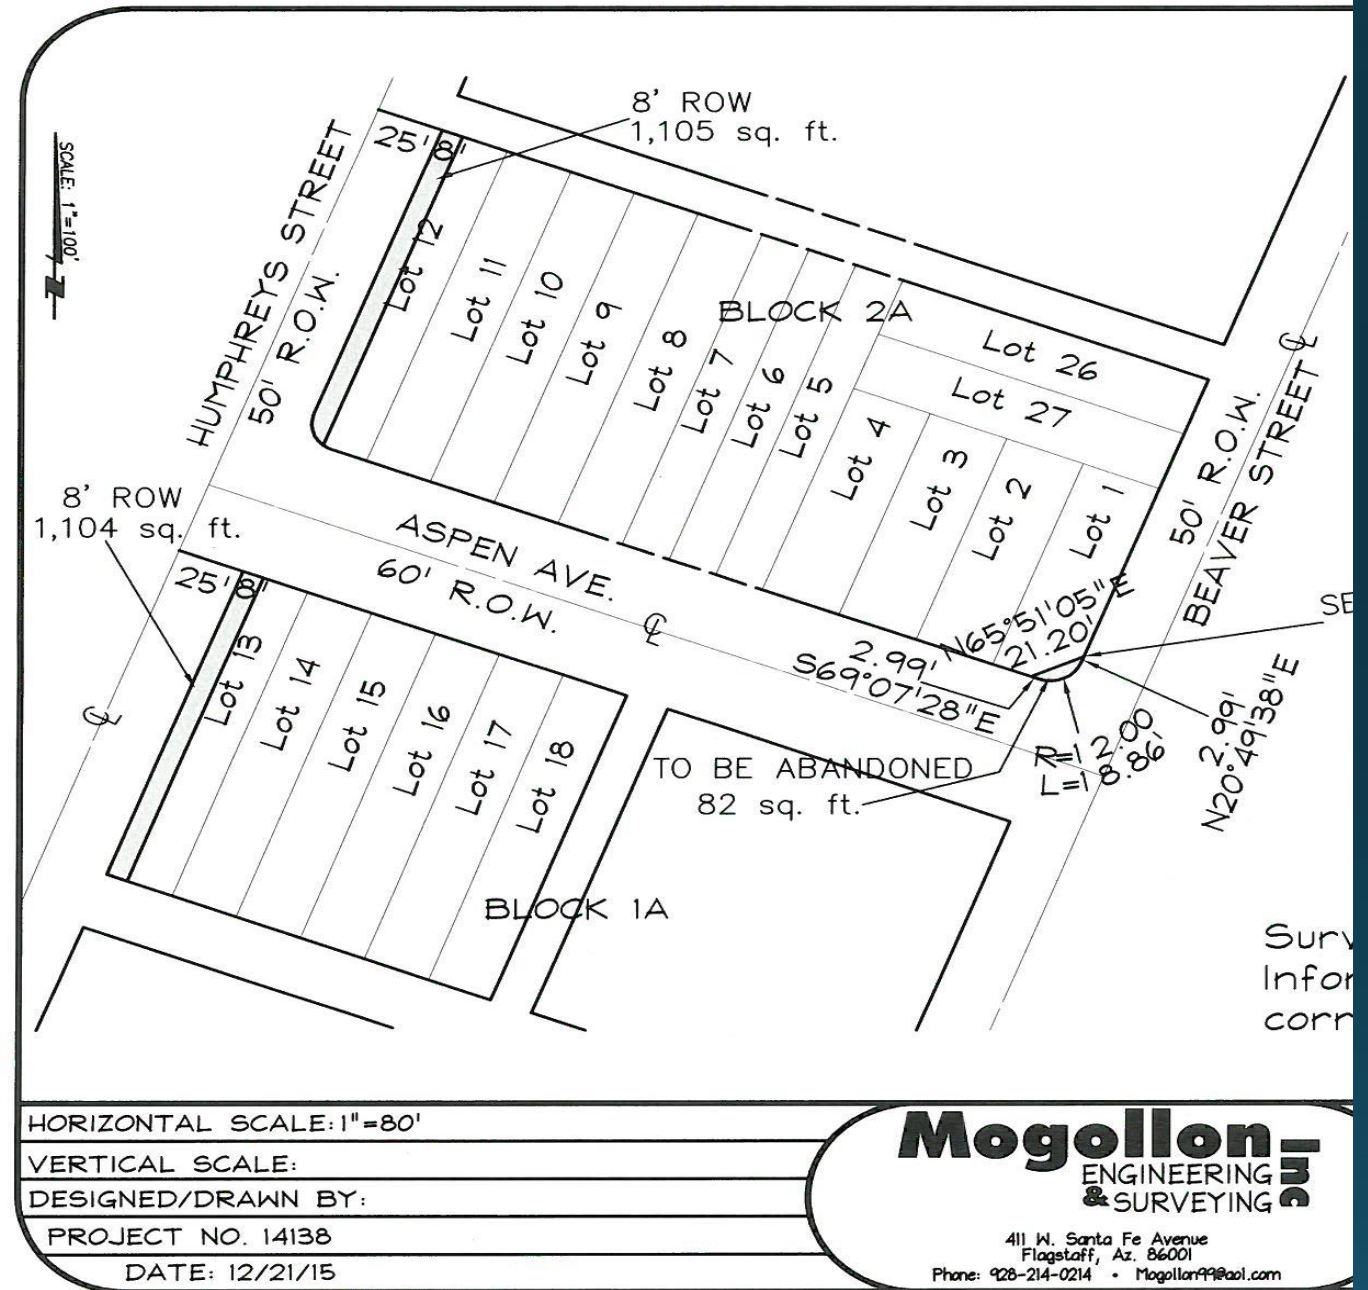 8' ROW
1,105 sq. ft.
SCALE: 1"=100'
HUMPHREYS STREET
50' R.O.W.
25'
8'
Lot 12
Lot 11
Lot 10
Lot 9
Lot 8
Lot 7
Lot 6
Lot 5
BLOCK 2A
Lot 26
Lot 27
Lot 4
Lot 3
Lot 2
Lot 1
50' R.O.W.
BEAVER STREET
8' ROW
1,104 sq. ft.
ASPEN AVE.
60' R.O.W.
25'
8'
N65°51'05"E
21.20'
SE
2.99'
S69°07'28"E
2.99'
N20°49'38"E
R=12.00
L=18.86'
TO BE ABANDONED
82 sq. ft.
Lot 13
Lot 14
Lot 15
Lot 16
Lot 17
Lot 18
BLOCK 1A
Surv
Infor
corr
HORIZONTAL SCALE:1"=80'
VERTICAL SCALE:
DESIGNED/DRAWN BY:
PROJECT NO. 14138
DATE: 12/21/15
Mogollon Inc
ENGINEERING
& SURVEYING
411 W. Santa Fe Avenue
Flagstaff, Az. 86001
Phone: 928-214-0214 • Mogollon99@aol.com